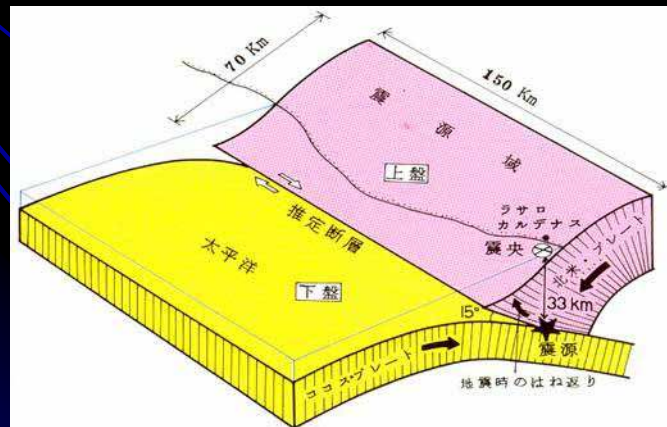 70 Km
150 Km
震源域
上盤
推定断層
太平洋
下盤
ラサロ
カルデナス
震央
北米・プレート
33km
15°
震源
ココスプレート
地震時のはね返り